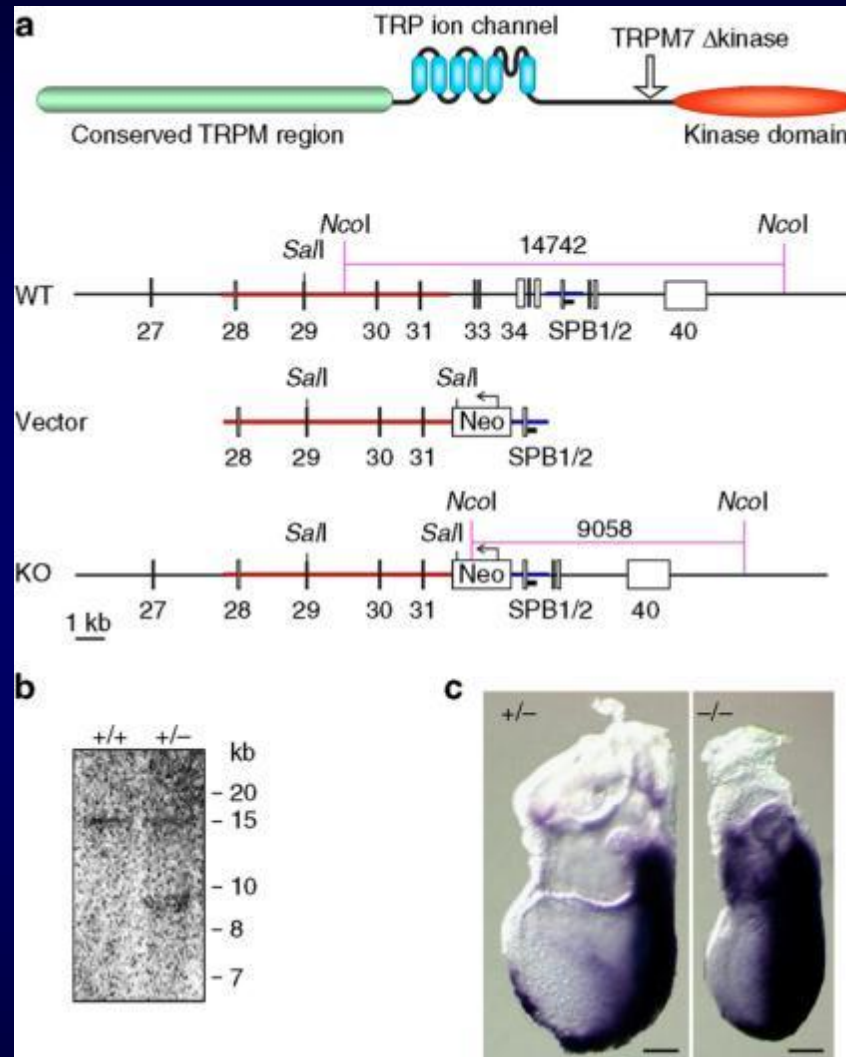 a
TRP ion channel
TRPM7 Δkinase
Conserved TRPM region
Kinase domain
NcoI NcoI
SalI 14742
WT
27 28 29 30 31 33 34 SPB1/2 40
SalI SalI
Vector Neo
28 29 30 31 SPB1/2
NcoI NcoI
SalI SalI 9058
KO Neo
27 28 29 30 31 SPB1/2 40
1 kb
b
+/+ +/− kb
– 20
– 15
– 10
– 8
– 7
c
+/− −/−